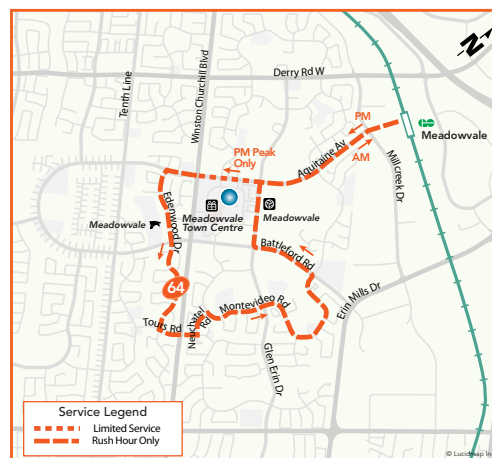 N
Derry Rd W
Tenth Line
Winston Churchill Blvd
PM
AM
Meadowvale
PM Peak
Only
Aquitaine Av
Millcreek Dr
Edenwood Dr
Meadowvale
Meadowvale
Town Centre
Meadowvale
Battleford Rd
64
Erin Mills Dr
Tours Rd
Neuchatel
Rd
Montevideo Rd
Glen Erin Dr
Service Legend
Limited Service
Rush Hour Only
© Lucidmap In